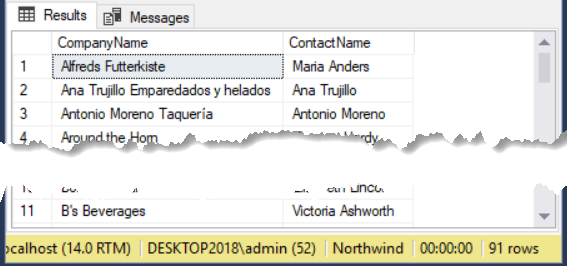 Results Messages
CompanyName ContactName
1 Alfreds Futterkiste Maria Anders
2 Ana Trujillo Emparedados y helados Ana Trujillo
3 Antonio Moreno Taquería Antonio Moreno
4 Around the Horn Hardy
11 B's Beverages Victoria Ashworth
ocalhost (14.0 RTM) DESKTOP2018\admin (52) Northwind 00:00:00 91 rows